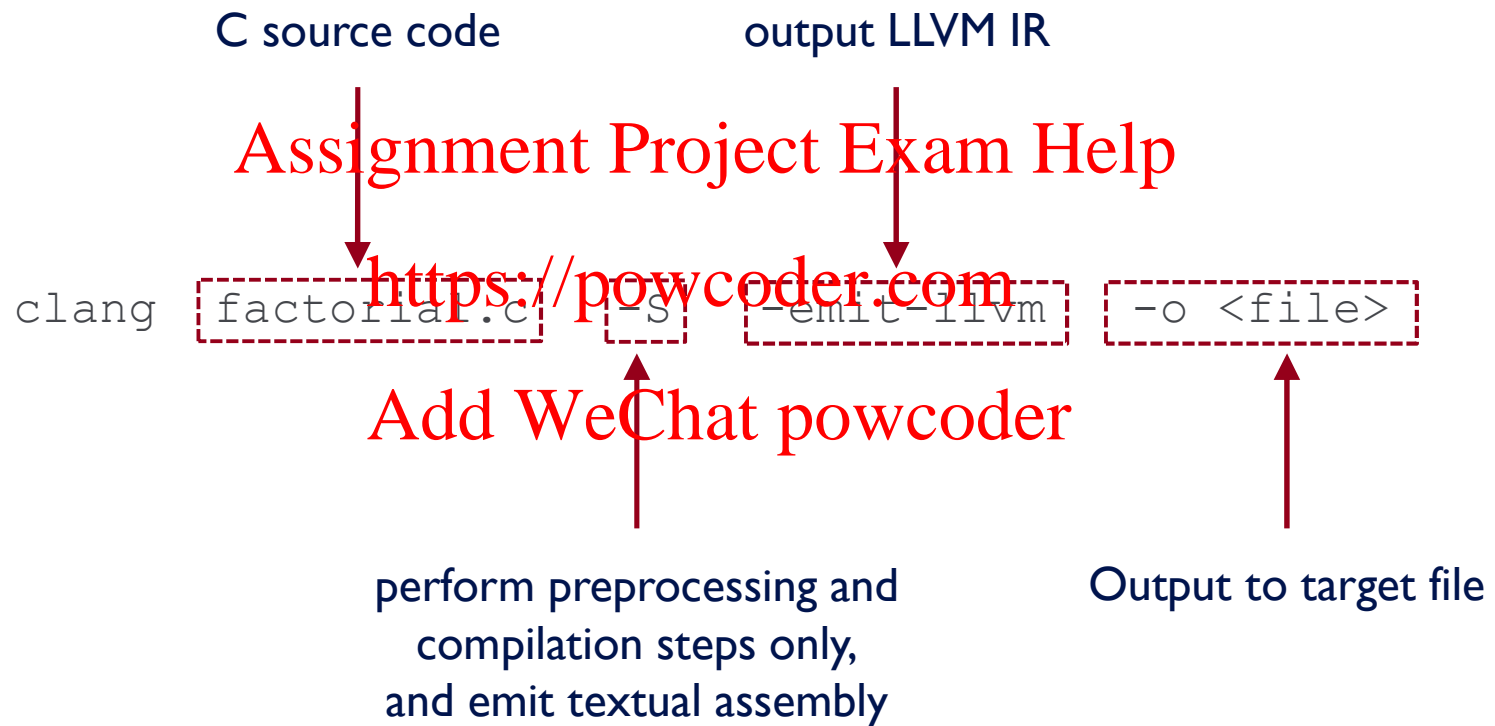 C source code
output LLVM IR
Assignment Project Exam Help
https://powcoder.com
clang factorial.c -S -emit-llvm -o <file>
Add WeChat powcoder
perform preprocessing and
compilation steps only,
and emit textual assembly
Output to target file